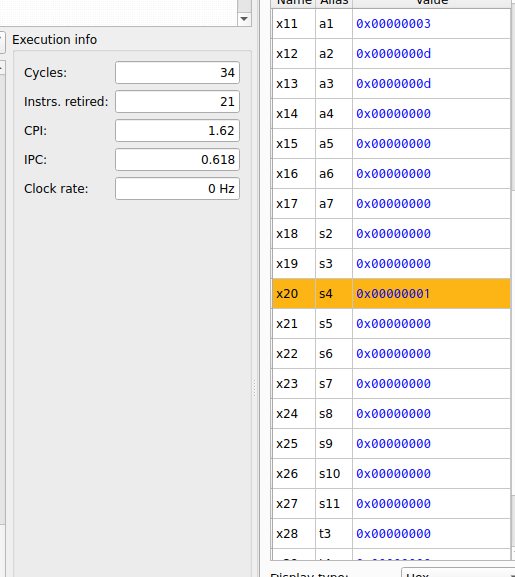 Name Alias Value
Execution info
Cycles: 34
Instrs. retired: 21
CPI: 1.62
IPC: 0.618
Clock rate: 0 Hz
x11 a1 0x00000003
x12 a2 0x0000000d
x13 a3 0x0000000d
x14 a4 0x00000000
x15 a5 0x00000000
x16 a6 0x00000000
x17 a7 0x00000000
x18 s2 0x00000000
x19 s3 0x00000000
x20 s4 0x00000001
x21 s5 0x00000000
x22 s6 0x00000000
x23 s7 0x00000000
x24 s8 0x00000000
x25 s9 0x00000000
x26 s10 0x00000000
x27 s11 0x00000000
x28 t3 0x00000000
Display type: Hex